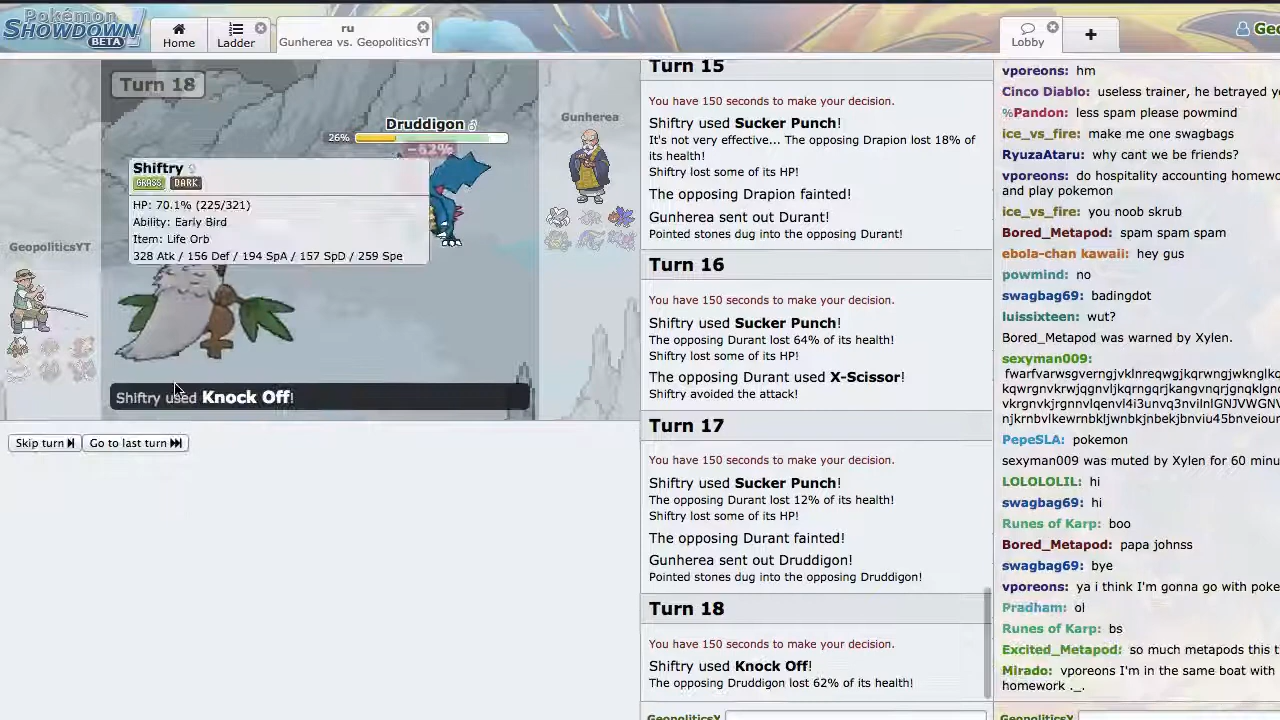 Pokémon
SHOWDOWN!
BETA
Home
Ladder
ru
Gunherea vs. GeopoliticsYT
Lobby
+
Geo
Turn 18
Druddigon
26%
-62%
Gunherea
Shiftry
GRASS DARK
HP: 70.1% (225/321)
Ability: Early Bird
Item: Life Orb
328 Atk / 156 Def / 194 SpA / 157 SpD / 259 Spe
GeopoliticsYT
Shiftry used Knock Off!
Skip turn
Go to last turn
Turn 15
You have 150 seconds to make your decision.
Shiftry used Sucker Punch!
It's not very effective... The opposing Drapion lost 18% of
its health!
Shiftry lost some of its HP!
The opposing Drapion fainted!
Gunherea sent out Durant!
Pointed stones dug into the opposing Durant!
Turn 16
You have 150 seconds to make your decision.
Shiftry used Sucker Punch!
The opposing Durant lost 64% of its health!
Shiftry lost some of its HP!
The opposing Durant used X-Scissor!
Shiftry avoided the attack!
Turn 17
You have 150 seconds to make your decision.
Shiftry used Sucker Punch!
The opposing Durant lost 12% of its health!
Shiftry lost some of its HP!
The opposing Durant fainted!
Gunherea sent out Druddigon!
Pointed stones dug into the opposing Druddigon!
Turn 18
You have 150 seconds to make your decision.
Shiftry used Knock Off!
The opposing Druddigon lost 62% of its health!
GeopoliticsY
vporeons: hm
Cinco Diablo: useless trainer, he betrayed y
%Pandon: less spam please powmind
ice_vs_fire: make me one swagbags
RyuzaAtaru: why cant we be friends?
vporeons: do hospitality accounting homew
and play pokemon
ice_vs_fire: you noob skrub
Bored_Metapod: spam spam spam
ebola-chan kawaii: hey gus
powmind: no
swagbag69: badingdot
luissixteen: wut?
Bored_Metapod was warned by Xylen.
sexyman009:
PepeSLA: pokemon
sexyman009 was muted by Xylen for 60 minu
LOLOLOLIL: hi
swagbag69: hi
Runes of Karp: boo
Bored_Metapod: papa johnss
swagbag69: bye
vporeons: ya i think I'm gonna go with poke
Pradham: ol
Runes of Karp: bs
Excited_Metapod: so much metapods this t
Mirado: vporeons I'm in the same boat with
homework ._.
GeopoliticsY